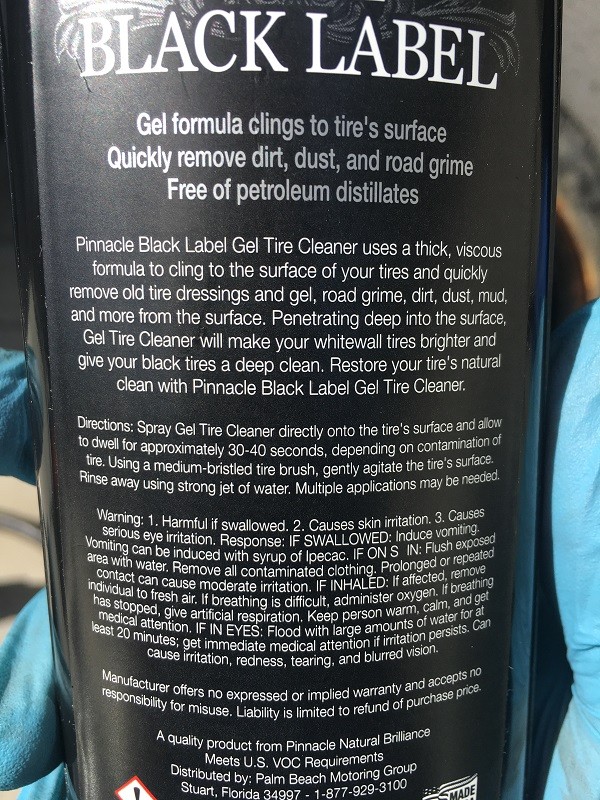 BLACK LABEL
Gel formula clings to tire's surface
Quickly remove dirt, dust, and road grime
Free of petroleum distillates
Pinnacle Black Label Gel Tire Cleaner uses a thick, viscous
formula to cling to the surface of your tires and quickly
remove old tire dressings and gel, road grime, dirt, dust, mud,
and more from the surface. Penetrating deep into the surface,
Gel Tire Cleaner will make your whitewall tires brighter and
give your black tires a deep clean. Restore your tire's natural
clean with Pinnacle Black Label Gel Tire Cleaner.
Directions: Spray Gel Tire Cleaner directly onto the tire's surface and allow
to dwell for approximately 30-40 seconds, depending on contamination of
tire. Using a medium-bristled tire brush, gently agitate the tire's surface.
Rinse away using strong jet of water. Multiple applications may be needed.
Warning: 1. Harmful if swallowed. 2. Causes skin irritation. 3. Causes
serious eye irritation. Response: IF SWALLOWED: Induce vomiting.
Vomiting can be induced with syrup of Ipecac. IF ON S IN: Flush exposed
area with water. Remove all contaminated clothing. Prolonged or repeated
contact can cause moderate irritation. IF INHALED: If affected, remove
individual to fresh air. If breathing is difficult, administer oxygen. If breathing
has stopped, give artificial respiration. Keep person warm, calm, and get
medical attention. IF IN EYES: Flood with large amounts of water for at
least 20 minutes; get immediate medical attention if irritation persists. Can
cause irritation, redness, tearing, and blurred vision.
Manufacturer offers no expressed or implied warranty and accepts no
responsibility for misuse. Liability is limited to refund of purchase price.
A quality product from Pinnacle Natural Brilliance
Meets U.S. VOC Requirements
Distributed by: Palm Beach Motoring Group
Stuart, Florida 34997 - 1-877-929-3100
MADE